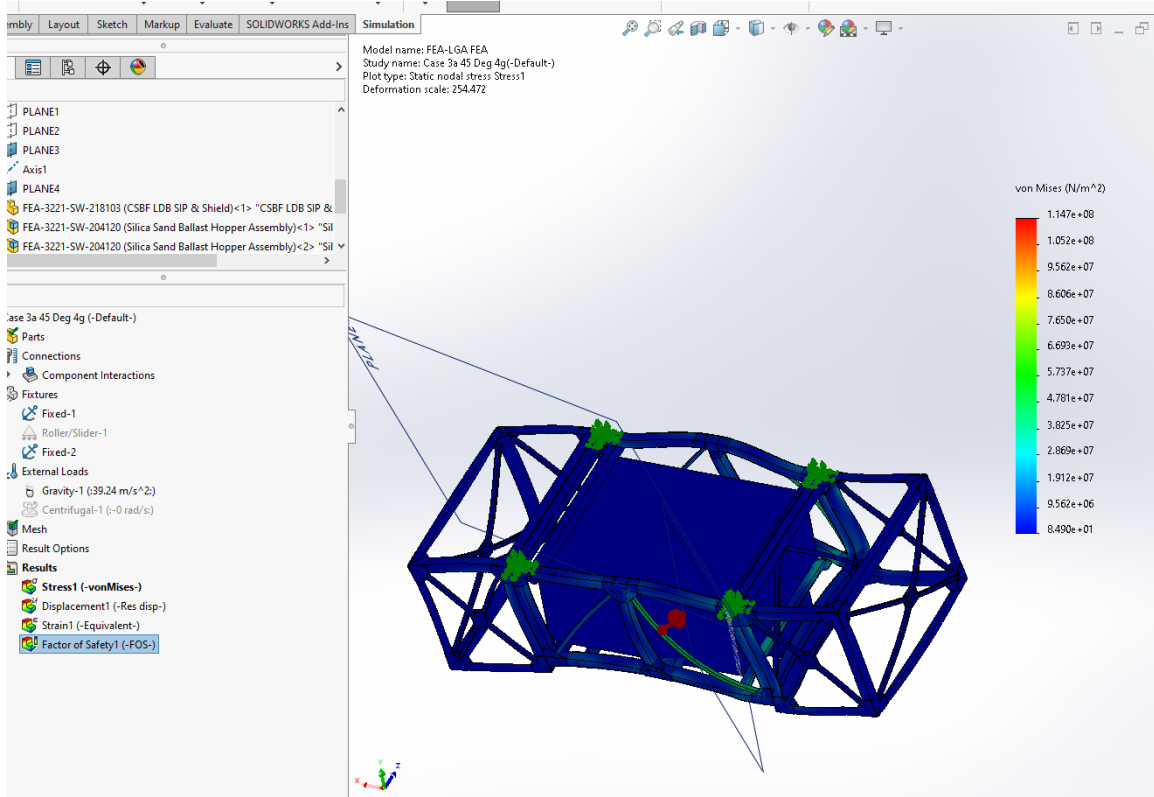 embly Layout Sketch Markup Evaluate SOLIDWORKS Add-Ins Simulation
PLANE1
PLANE2
PLANE3
Axis1
PLANE4
FEA-3221-SW-218103 (CSBF LDB SIP & Shield)<1> "CSBF LDB SIP &
FEA-3221-SW-204120 (Silica Sand Ballast Hopper Assembly)<1> "Sil
FEA-3221-SW-204120 (Silica Sand Ballast Hopper Assembly)<2> "Sil
Case 3a 45 Deg 4g (-Default-)
Parts
Connections
Component Interactions
Fixtures
Fixed-1
Roller/Slider-1
Fixed-2
External Loads
Gravity-1 (:39.24 m/s^2:)
Centrifugal-1 (:-0 rad/s:)
Mesh
Result Options
Results
Stress1 (-vonMises-)
Displacement1 (-Res disp-)
Strain1 (-Equivalent-)
Factor of Safety1 (-FOS-)
Model name: FEA-LGA FEA
Study name: Case 3a 45 Deg 4g(-Default-)
Plot type: Static nodal stress Stress1
Deformation scale: 254.472
PLANE
von Mises (N/m^2)
1.147e+08
1.052e+08
9.562e+07
8.606e+07
7.650e+07
6.693e+07
5.737e+07
4.781e+07
3.825e+07
2.869e+07
1.912e+07
9.562e+06
8.490e+01
Y
Z
X